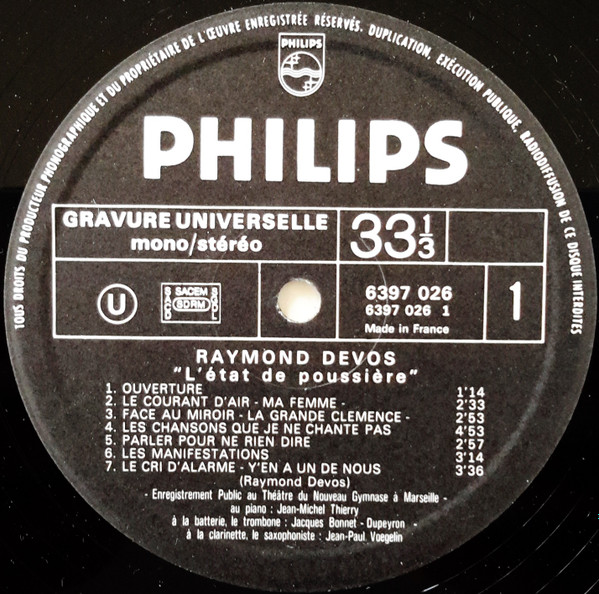 TOUS DROITS DU PRODUCTEUR PHONOGRAPHIQUE ET DU PROPRIÉTAIRE DE L'ŒUVRE ENREGISTRÉE RÉSERVÉS. DUPLICATION, EXÉCUTION PUBLIQUE, RADIODIFFUSION DE CE DISQUE INTERDITES
PHILIPS
PHILIPS
GRAVURE UNIVERSELLE
mono/stéréo
33 1/3
U
SACEM
SACD
SDRM
SGDL
6397 026
6397 026 1
Made in France
1
RAYMOND DEVOS
"L'état de poussière"
1. OUVERTURE 1'14
2. LE COURANT D'AIR - MA FEMME - 2'33
3. FACE AU MIROIR - LA GRANDE CLEMENCE - 2'53
4. LES CHANSONS QUE JE NE CHANTE PAS 4'53
5. PARLER POUR NE RIEN DIRE 2'57
6. LES MANIFESTATIONS 3'14
7. LE CRI D'ALARME - Y'EN A UN DE NOUS 3'36
(Raymond Devos)
- Enregistrement Public au Théâtre du Nouveau Gymnase à Marseille -
au piano : Jean-Michel Thierry
à la batterie, le trombone : Jacques Bonnet - Dupeyron -
à la clarinette, le saxophoniste : Jean-Paul Voegelin